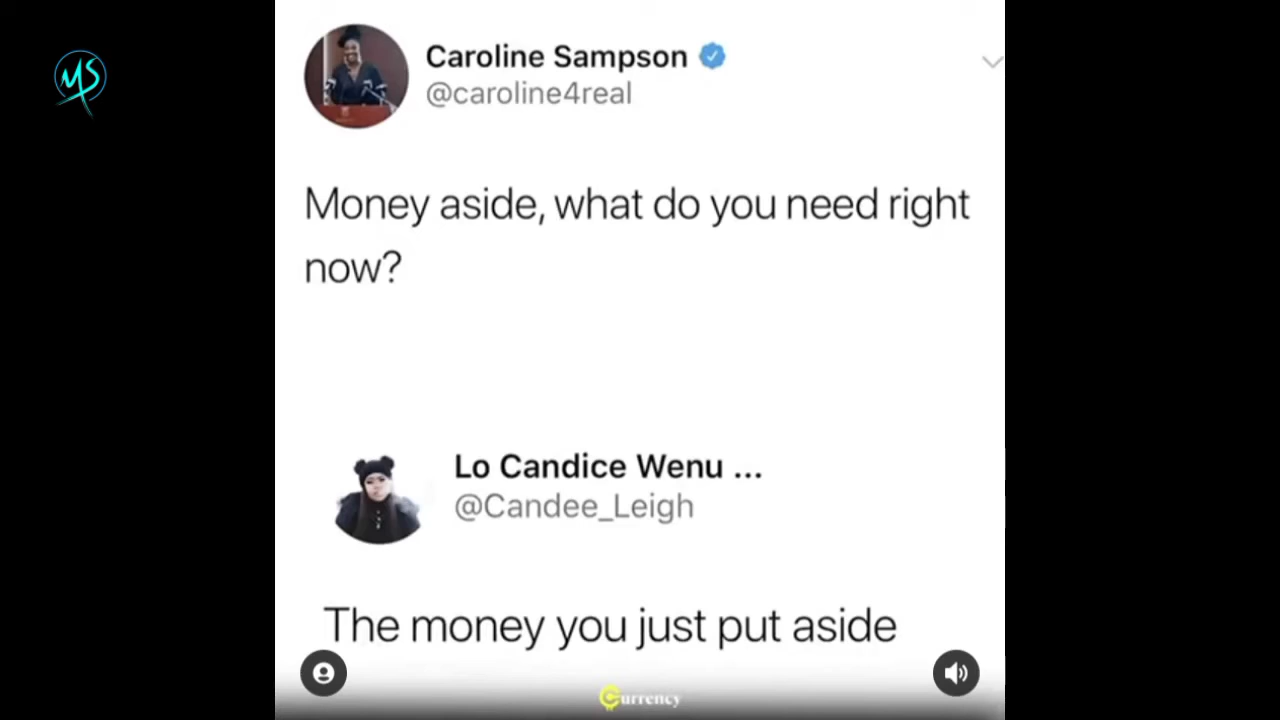 MS
Caroline Sampson
@caroline4real
Money aside, what do you need right
now?
Lo Candice Wenu ...
@Candee_Leigh
The money you just put aside
Currency